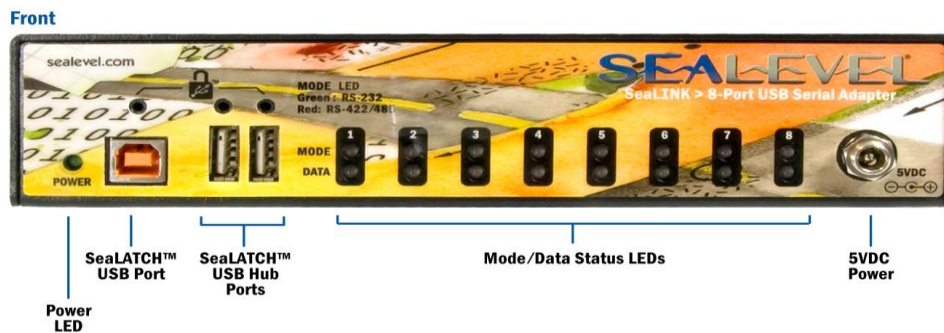 Front
sealevel.com
SEALEVEL®
SeaLINK > 8-Port USB Serial Adapter
MODE LED
Green: RS-232
Red: RS-422/485
1 2 3 4 5 6 7 8
MODE
DATA
POWER
5VDC
SeaLATCH™
USB Port
SeaLATCH™
USB Hub
Ports
Mode/Data Status LEDs
5VDC
Power
Power
LED